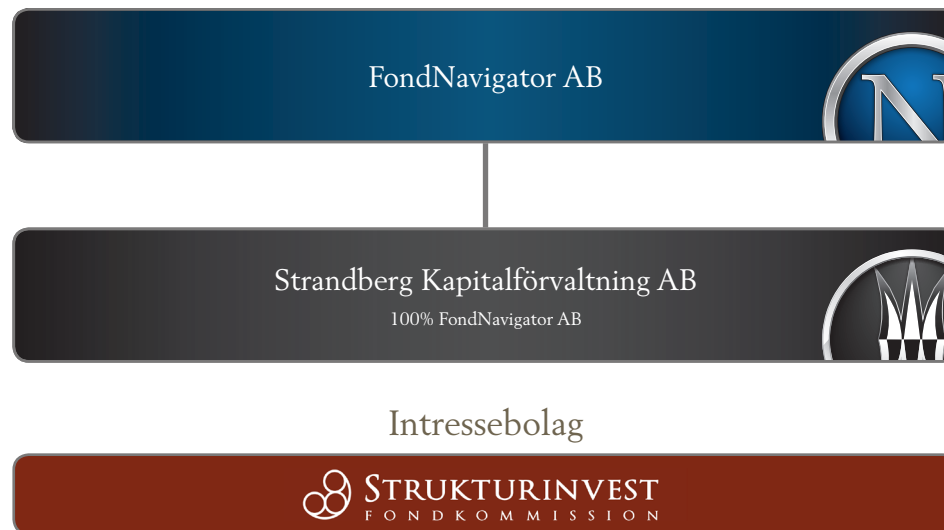 FondNavigator AB
N
Strandberg Kapitalförvaltning AB
100% FondNavigator AB
Intressebolag
STRUKTURINVEST
FONDKOMMISSION